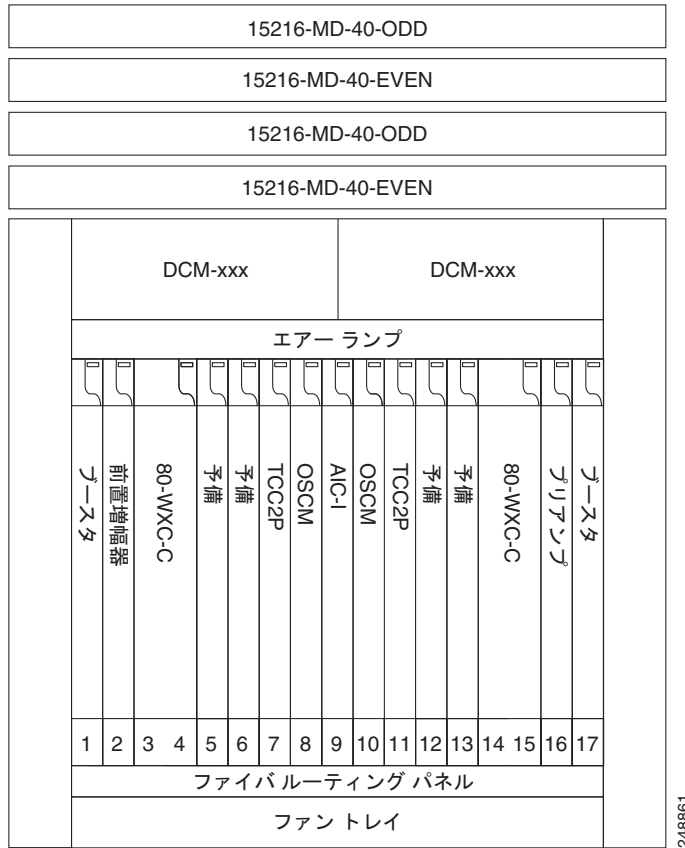 15216-MD-40-ODD
15216-MD-40-EVEN
15216-MD-40-ODD
15216-MD-40-EVEN
DCM-xxx
DCM-xxx
エアー ランプ
ブースタ
前置増幅器
80-WXC-C
予備
予備
TCC2P
OSCM
AIC-I
OSCM
TCC2P
予備
予備
80-WXC-C
プリアンプ
ブースタ
1 2 3 4 5 6 7 8 9 10 11 12 13 14 15 16 17
ファイバ ルーティング パネル
ファン トレイ
248861